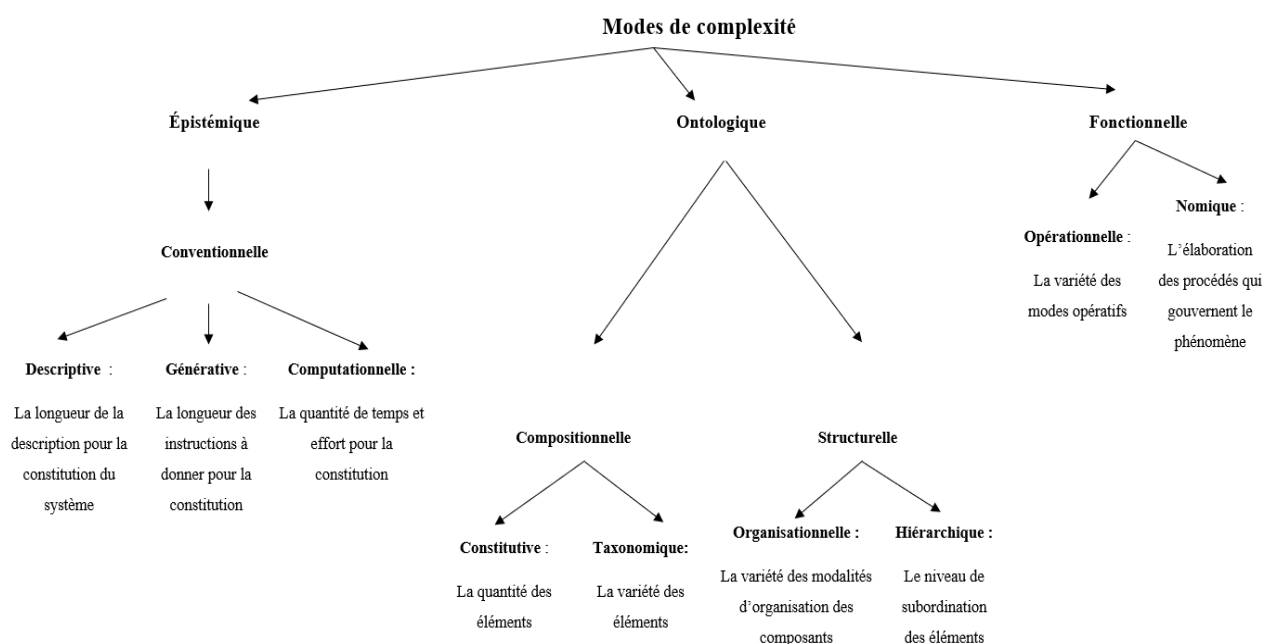 Modes de complexité
Épistémique
Ontologique
Fonctionnelle
Conventionnelle
Descriptive :
La longueur de la
description pour la
constitution du
système
Générative :
La longueur des
instructions à
donner pour la
constitution
Computationnelle :
La quantité de temps et
effort pour la
constitution
Compositionnelle
Constitutive :
La quantité des
éléments
Taxonomique:
La variété des
éléments
Structurelle
Organisationnelle :
La variété des modalités
d’organisation des
composants
Hiérarchique :
Le niveau de
subordination
des éléments
Opérationnelle :
La variété des
modes opératifs
Nomique :
L’élaboration
des procédés qui
gouvernent le
phénomène